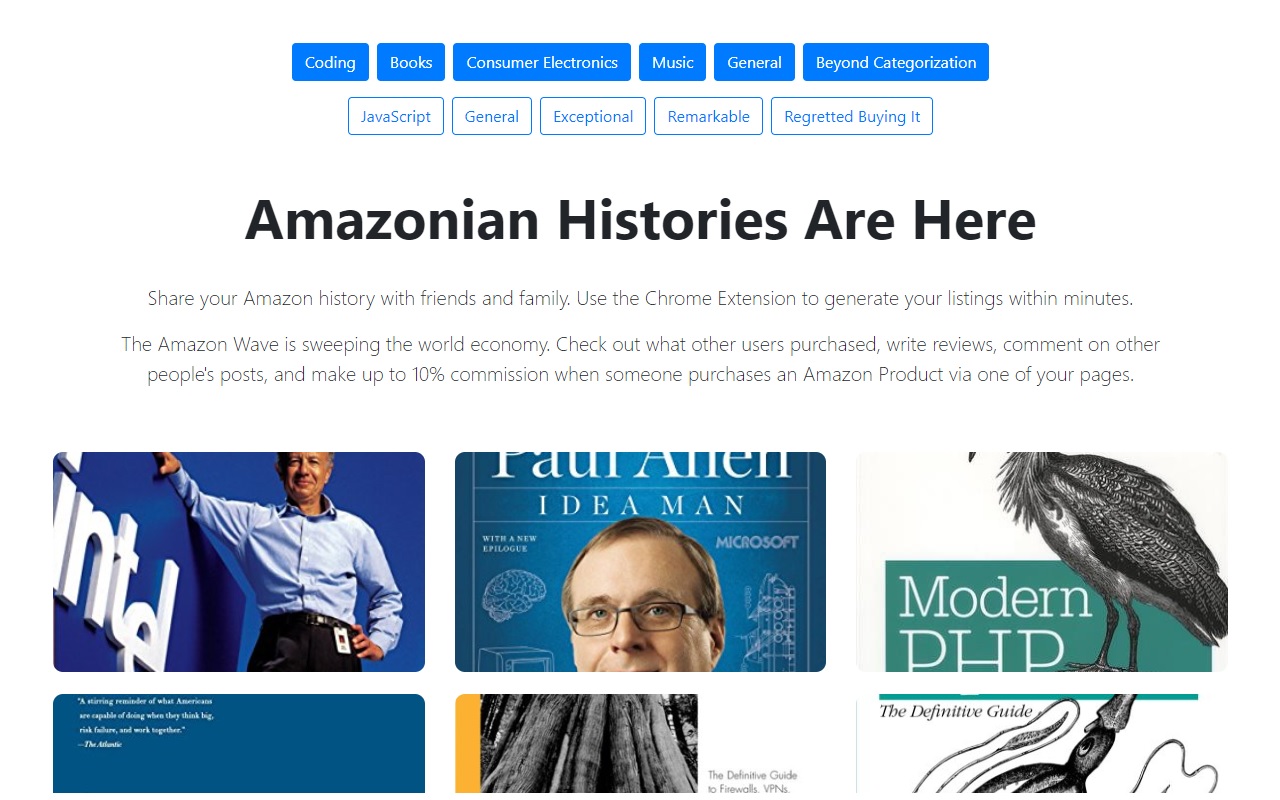 Coding Books Consumer Electronics Music General Beyond Categorization
JavaScript General Exceptional Remarkable Regretted Buying It
Amazonian Histories Are Here
Share your Amazon history with friends and family. Use the Chrome Extension to generate your listings within minutes.
The Amazon Wave is sweeping the world economy. Check out what other users purchased, write reviews, comment on other
people's posts, and make up to 10% commission when someone purchases an Amazon Product via one of your pages.
intel
Paul Allen
IDEA MAN
WITH A NEW
EPILOGUE
MICROSOFT
Modern
PHP
"A stirring reminder of what Americans
are capable of doing when they think big,
risk failure, and work together."
—The Atlantic
The Definitive Guide
to Firewalls, VPNs,
The Definitive Guide